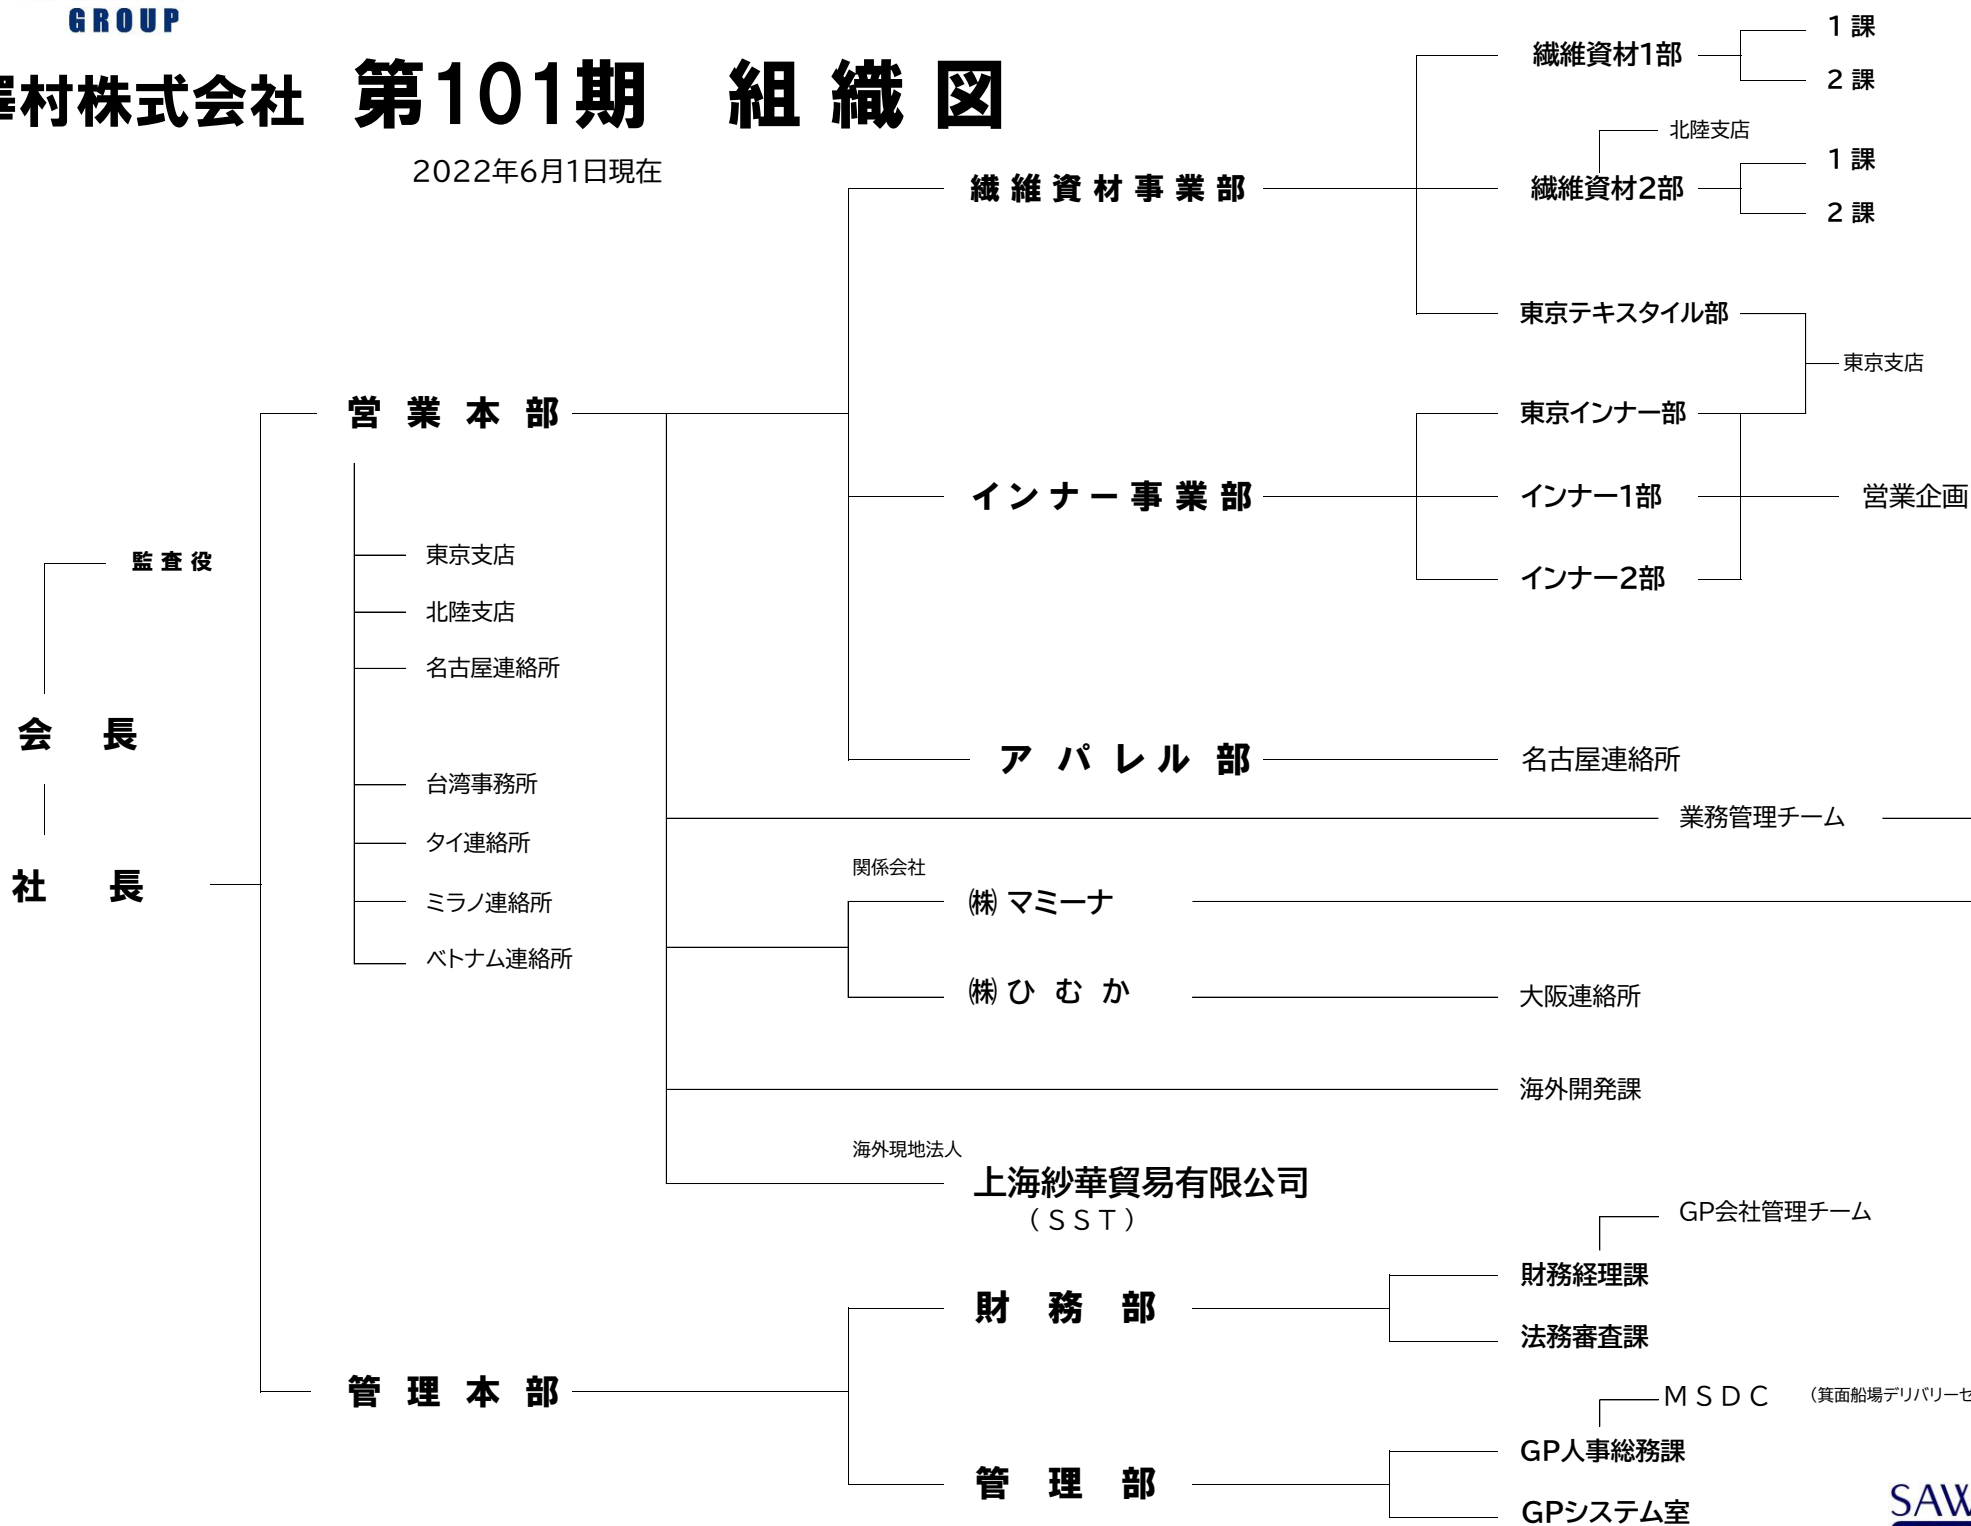 GROUP
澤村株式会社 第101期 組織図
2022年6月1日現在
繊維資材1部
1課
2課
北陸支店
繊維資材事業部
繊維資材2部
1課
2課
東京テキスタイル部
東京支店
営業本部
東京インナー部
インナー事業部
インナー1部
営業企画
インナー2部
東京支店
監査役
北陸支店
名古屋連絡所
会長
アパレル部
名古屋連絡所
台湾事務所
業務管理チーム
タイ連絡所
関係会社
社長
ミラノ連絡所
㈱マミーナ
ベトナム連絡所
㈱ひむか
大阪連絡所
海外開発課
海外現地法人
上海紗華貿易有限公司
(SST)
GP会社管理チーム
財務経理課
財務部
法務審査課
管理本部
MSDC (箕面船場デリバリーセ
GP人事総務課
管理部
GPシステム室
SAW